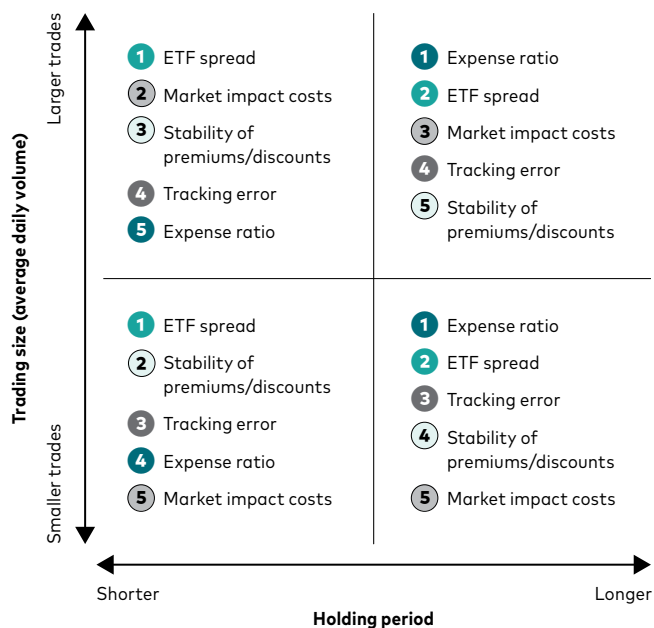 Larger trades
Trading size (average daily volume)
Smaller trades
1 ETF spread
2 Market impact costs
3 Stability of
premiums/discounts
4 Tracking error
5 Expense ratio
1 Expense ratio
2 ETF spread
3 Market impact costs
4 Tracking error
5 Stability of
premiums/discounts
1 ETF spread
2 Stability of
premiums/discounts
3 Tracking error
4 Expense ratio
5 Market impact costs
1 Expense ratio
2 ETF spread
3 Tracking error
4 Stability of
premiums/discounts
5 Market impact costs
Shorter
Longer
Holding period